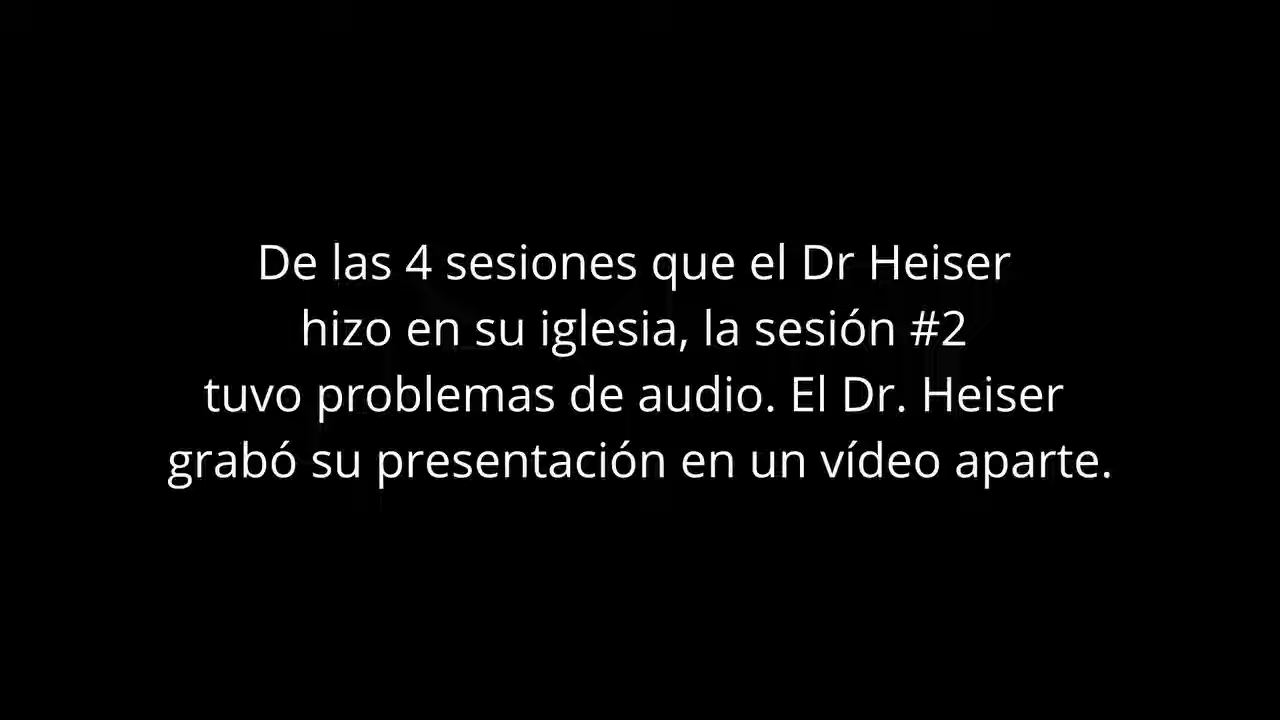 De las 4 sesiones que el Dr Heiser
hizo en su iglesia, la sesión #2
tuvo problemas de audio. El Dr. Heiser
grabó su presentación en un vídeo aparte.